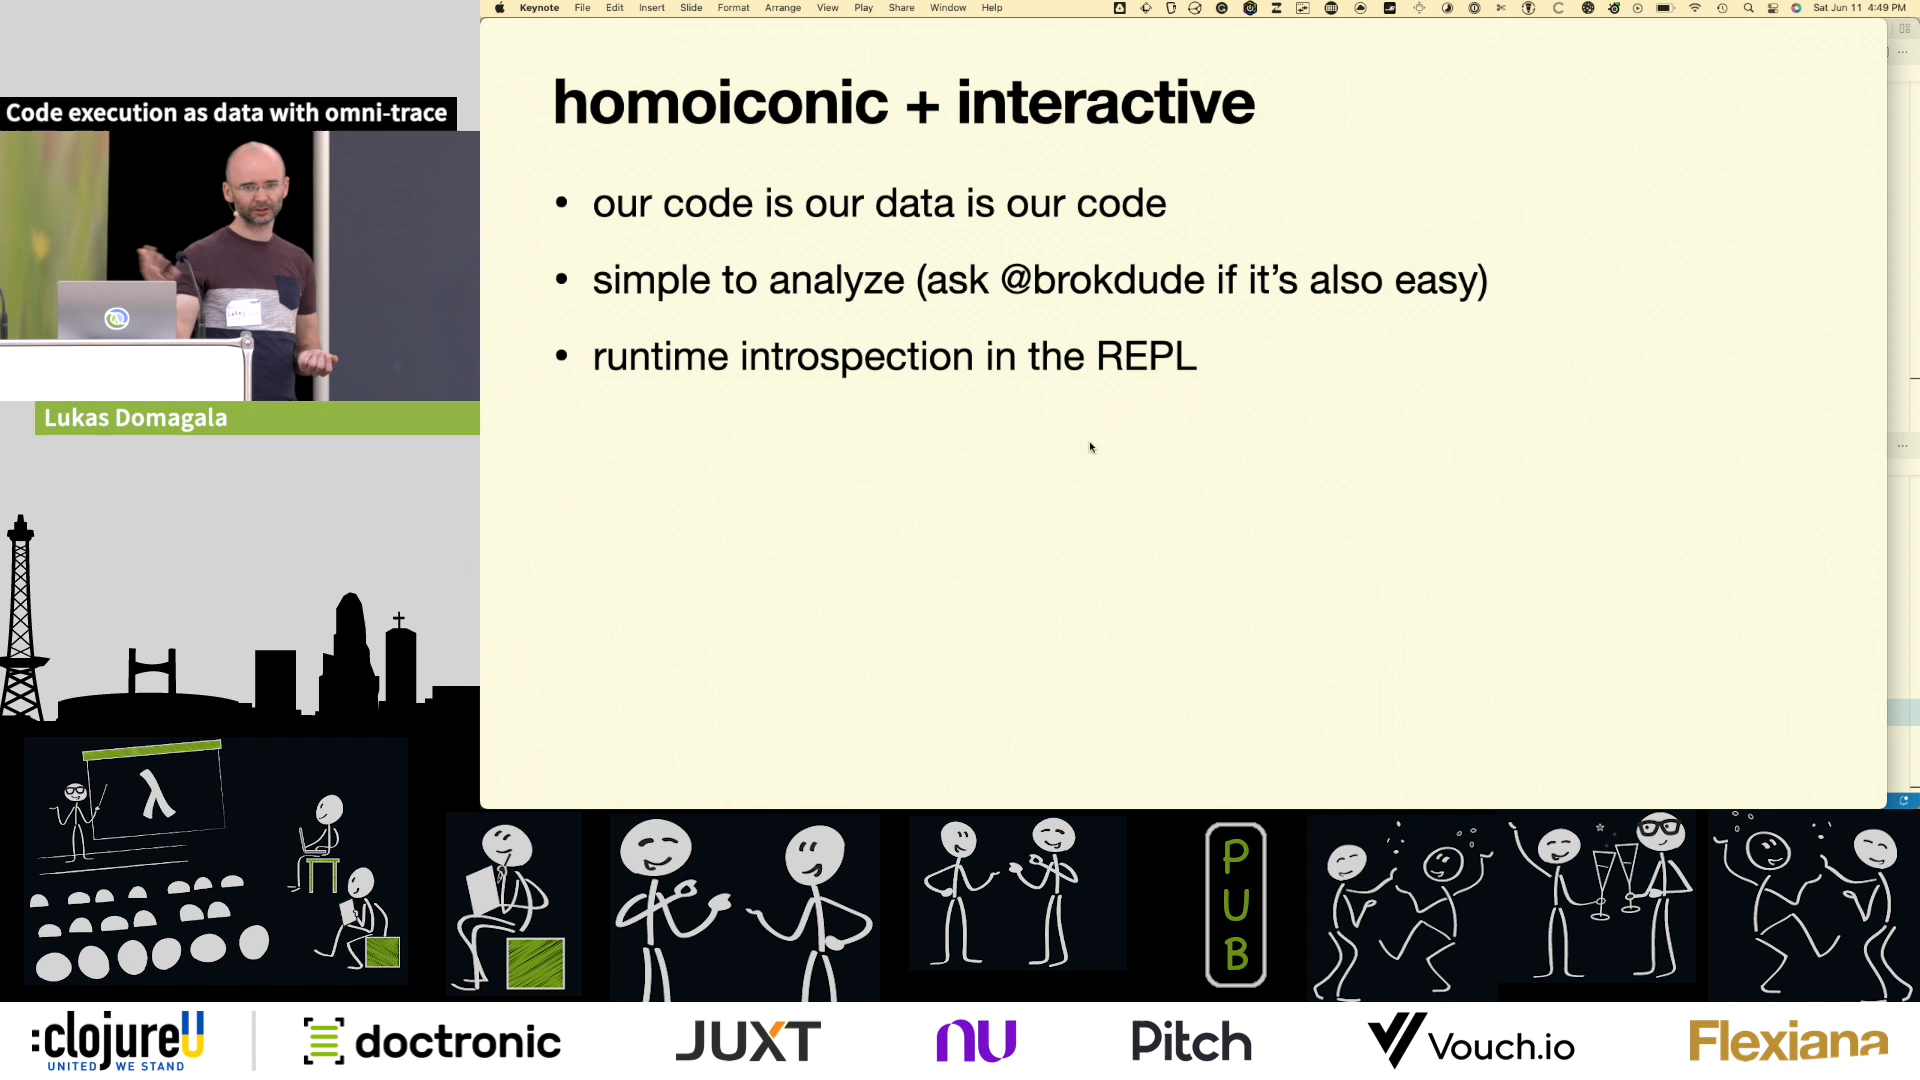 Keynote File Edit Insert Slide Format Arrange View Play Share Window Help Sat Jun 11 4:49 PM
Code execution as data with omni-trace
homoiconic + interactive
• our code is our data is our code
• simple to analyze (ask @brokdude if it's also easy)
• runtime introspection in the REPL
Lukas Domagala
λ
PUB
:clojureU
UNITED WE STAND
doctronic
JUXT
nu
Pitch
Vouch.io
Flexiana